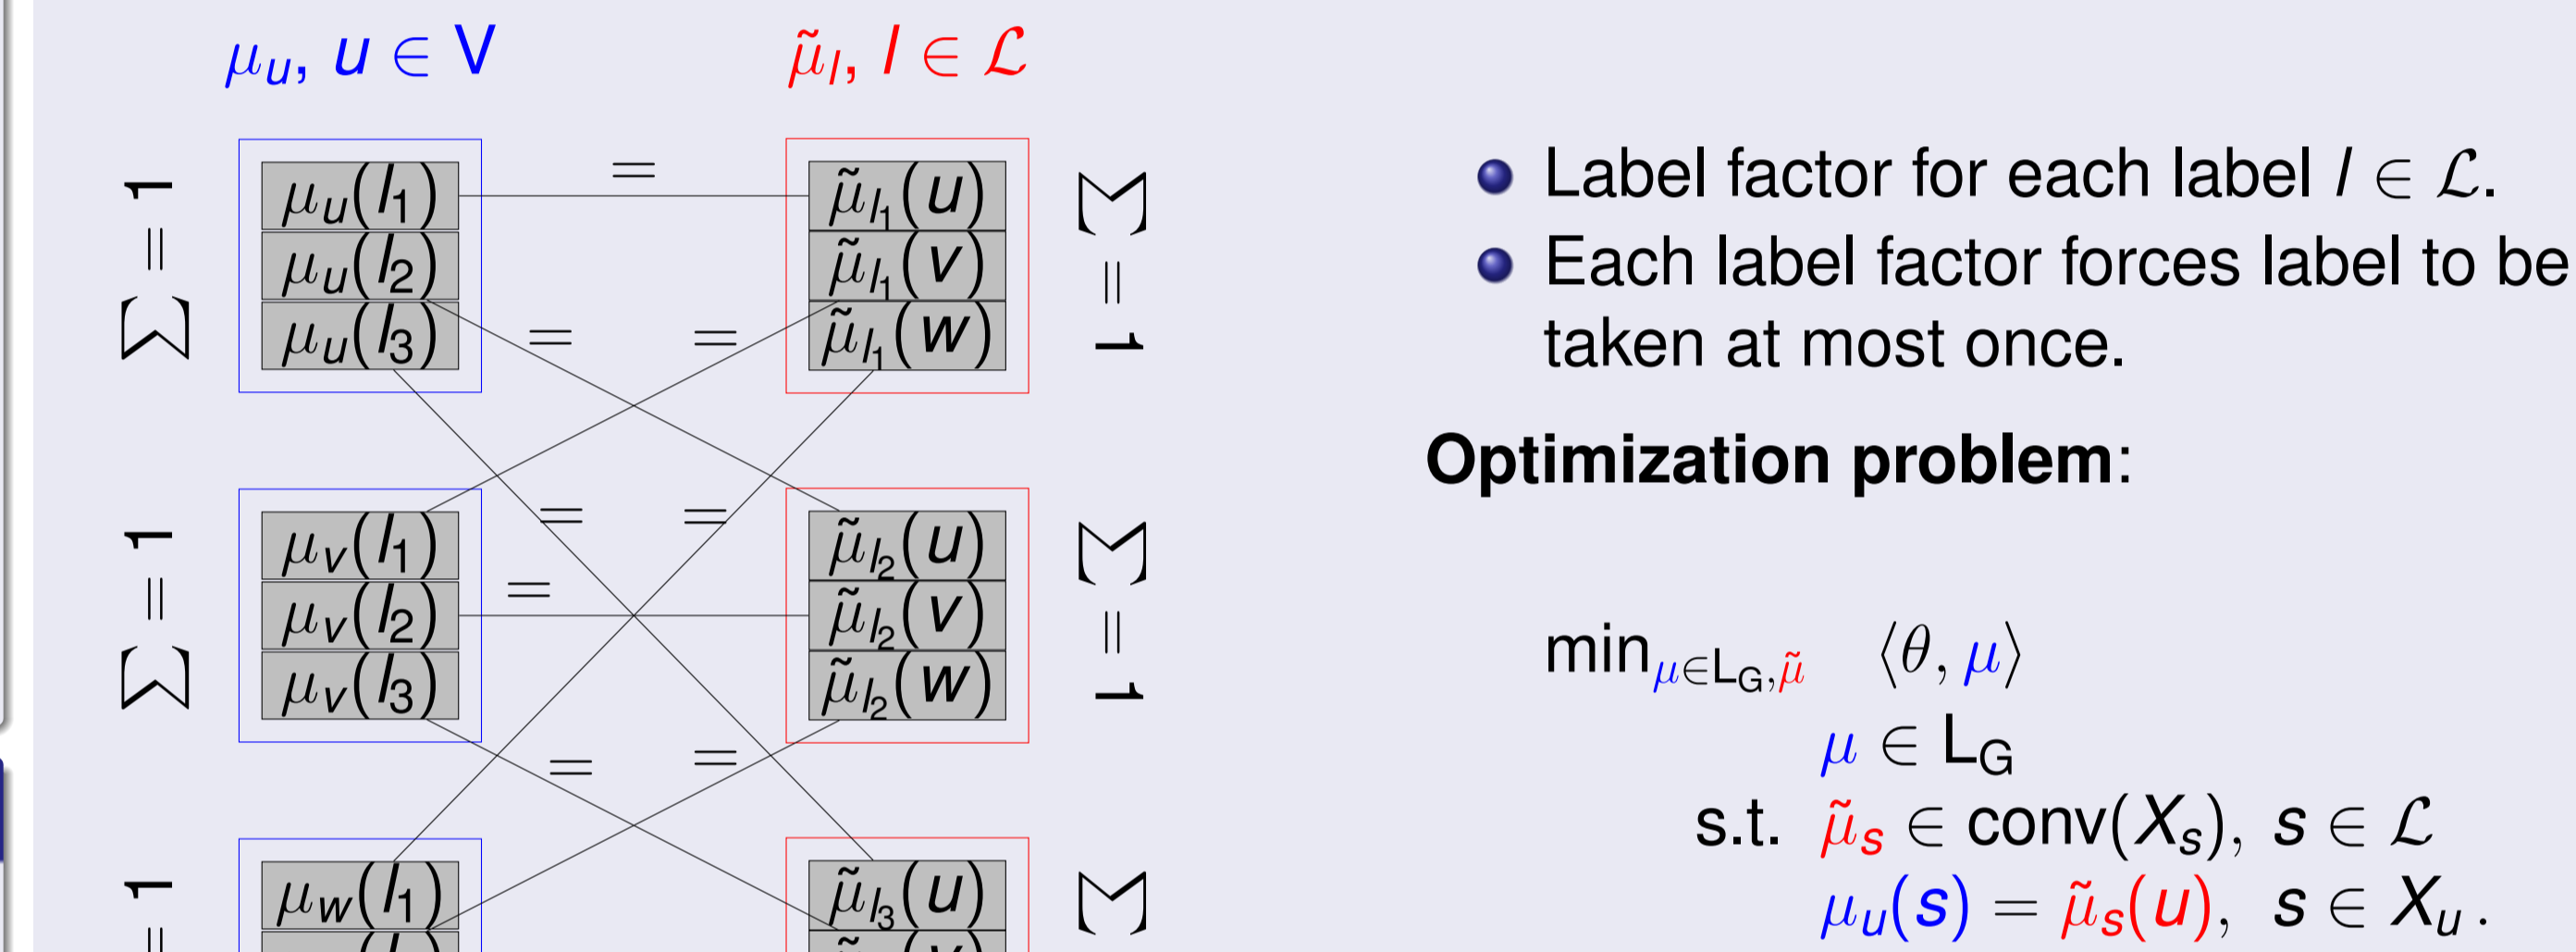 μ_u, u ∈ V
μ̃_l, l ∈ ℒ
∑ = 1
μ_u(l_1)
μ_u(l_2)
μ_u(l_3)
=
= =
μ̃_{l_1}(u)
μ̃_{l_1}(v)
μ̃_{l_1}(w)
∑ = 1
∑ = 1
μ_v(l_1)
μ_v(l_2)
μ_v(l_3)
= =
=
= =
μ̃_{l_2}(u)
μ̃_{l_2}(v)
μ̃_{l_2}(w)
∑ = 1
= 1
μ_w(l_1)
μ̃_{l_3}(u)
∑
Label factor for each label l ∈ ℒ.
Each label factor forces label to be
taken at most once.
Optimization problem:
min_{μ∈L_G,μ̃} ⟨θ, μ⟩
μ ∈ L_G
s.t. μ̃_s ∈ conv(X_s), s ∈ ℒ
μ_u(s) = μ̃_s(u), s ∈ X_u .